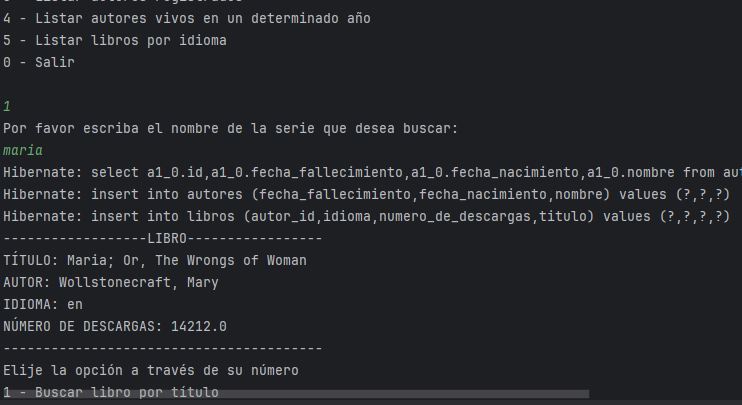 4 - Listar autores vivos en un determinado año
5 - Listar libros por idioma
0 - Salir
1
Por favor escriba el nombre de la serie que desea buscar:
maria
Hibernate: select a1_0.id,a1_0.fecha_fallecimiento,a1_0.fecha_nacimiento,a1_0.nombre from aut
Hibernate: insert into autores (fecha_fallecimiento,fecha_nacimiento,nombre) values (?,?,?)
Hibernate: insert into libros (autor_id,idioma,numero_de_descargas,titulo) values (?,?,?,?)
-----------------LIBRO----------------
TÍTULO: Maria; Or, The Wrongs of Woman
AUTOR: Wollstonecraft, Mary
IDIOMA: en
NÚMERO DE DESCARGAS: 14212.0
--------------------------------------
Elije la opción a través de su número
1 - Buscar libro por título